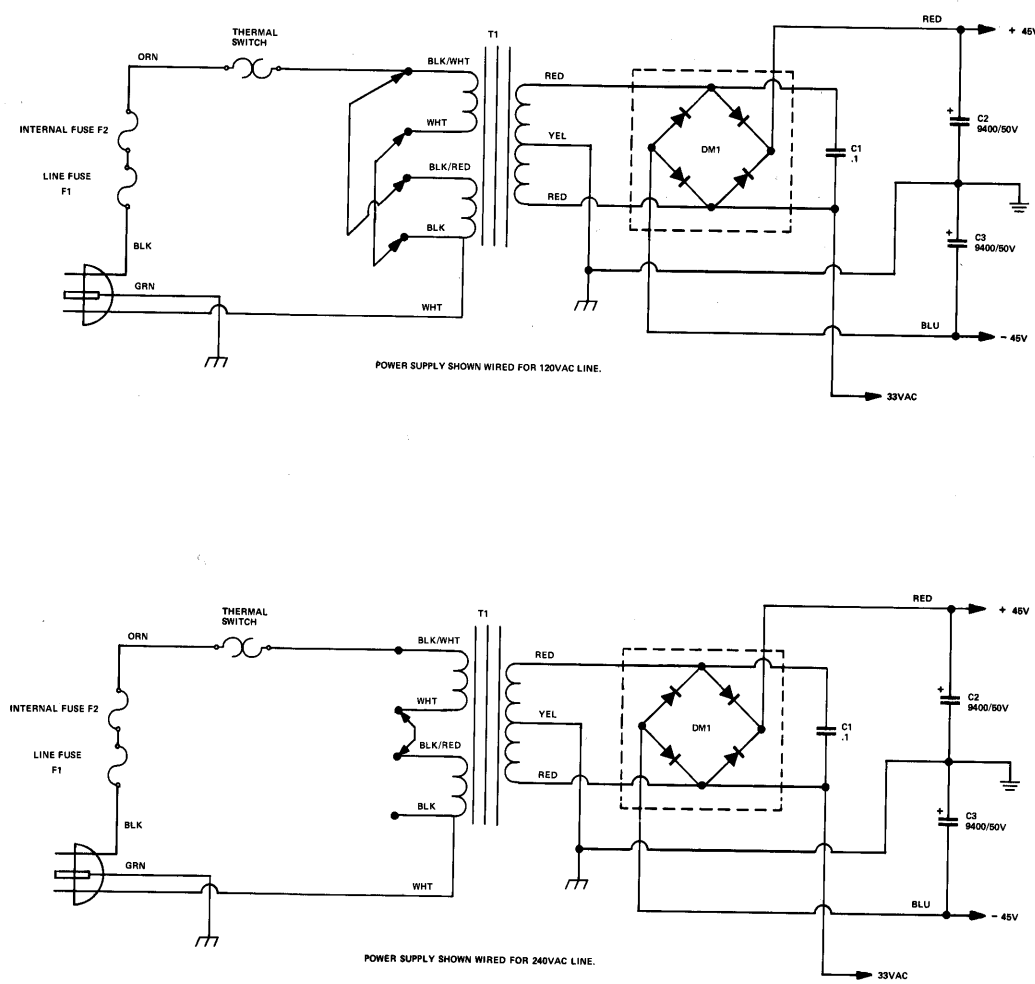 RED
+ 45V
THERMAL
SWITCH
T1
ORN
BLK/WHT
RED
INTERNAL FUSE F2
WHT
YEL
DM1
+
C2
9400/50V
C1
.1
LINE FUSE
F1
BLK/RED
RED
BLK
+
C3
9400/50V
BLK
GRN
WHT
BLU
- 45V
POWER SUPPLY SHOWN WIRED FOR 120VAC LINE.
33VAC
RED
+ 45V
THERMAL
SWITCH
T1
ORN
BLK/WHT
RED
INTERNAL FUSE F2
WHT
YEL
DM1
+
C2
9400/50V
C1
.1
LINE FUSE
F1
BLK/RED
RED
BLK
+
C3
9400/50V
BLK
GRN
WHT
BLU
- 45V
POWER SUPPLY SHOWN WIRED FOR 240VAC LINE.
33VAC